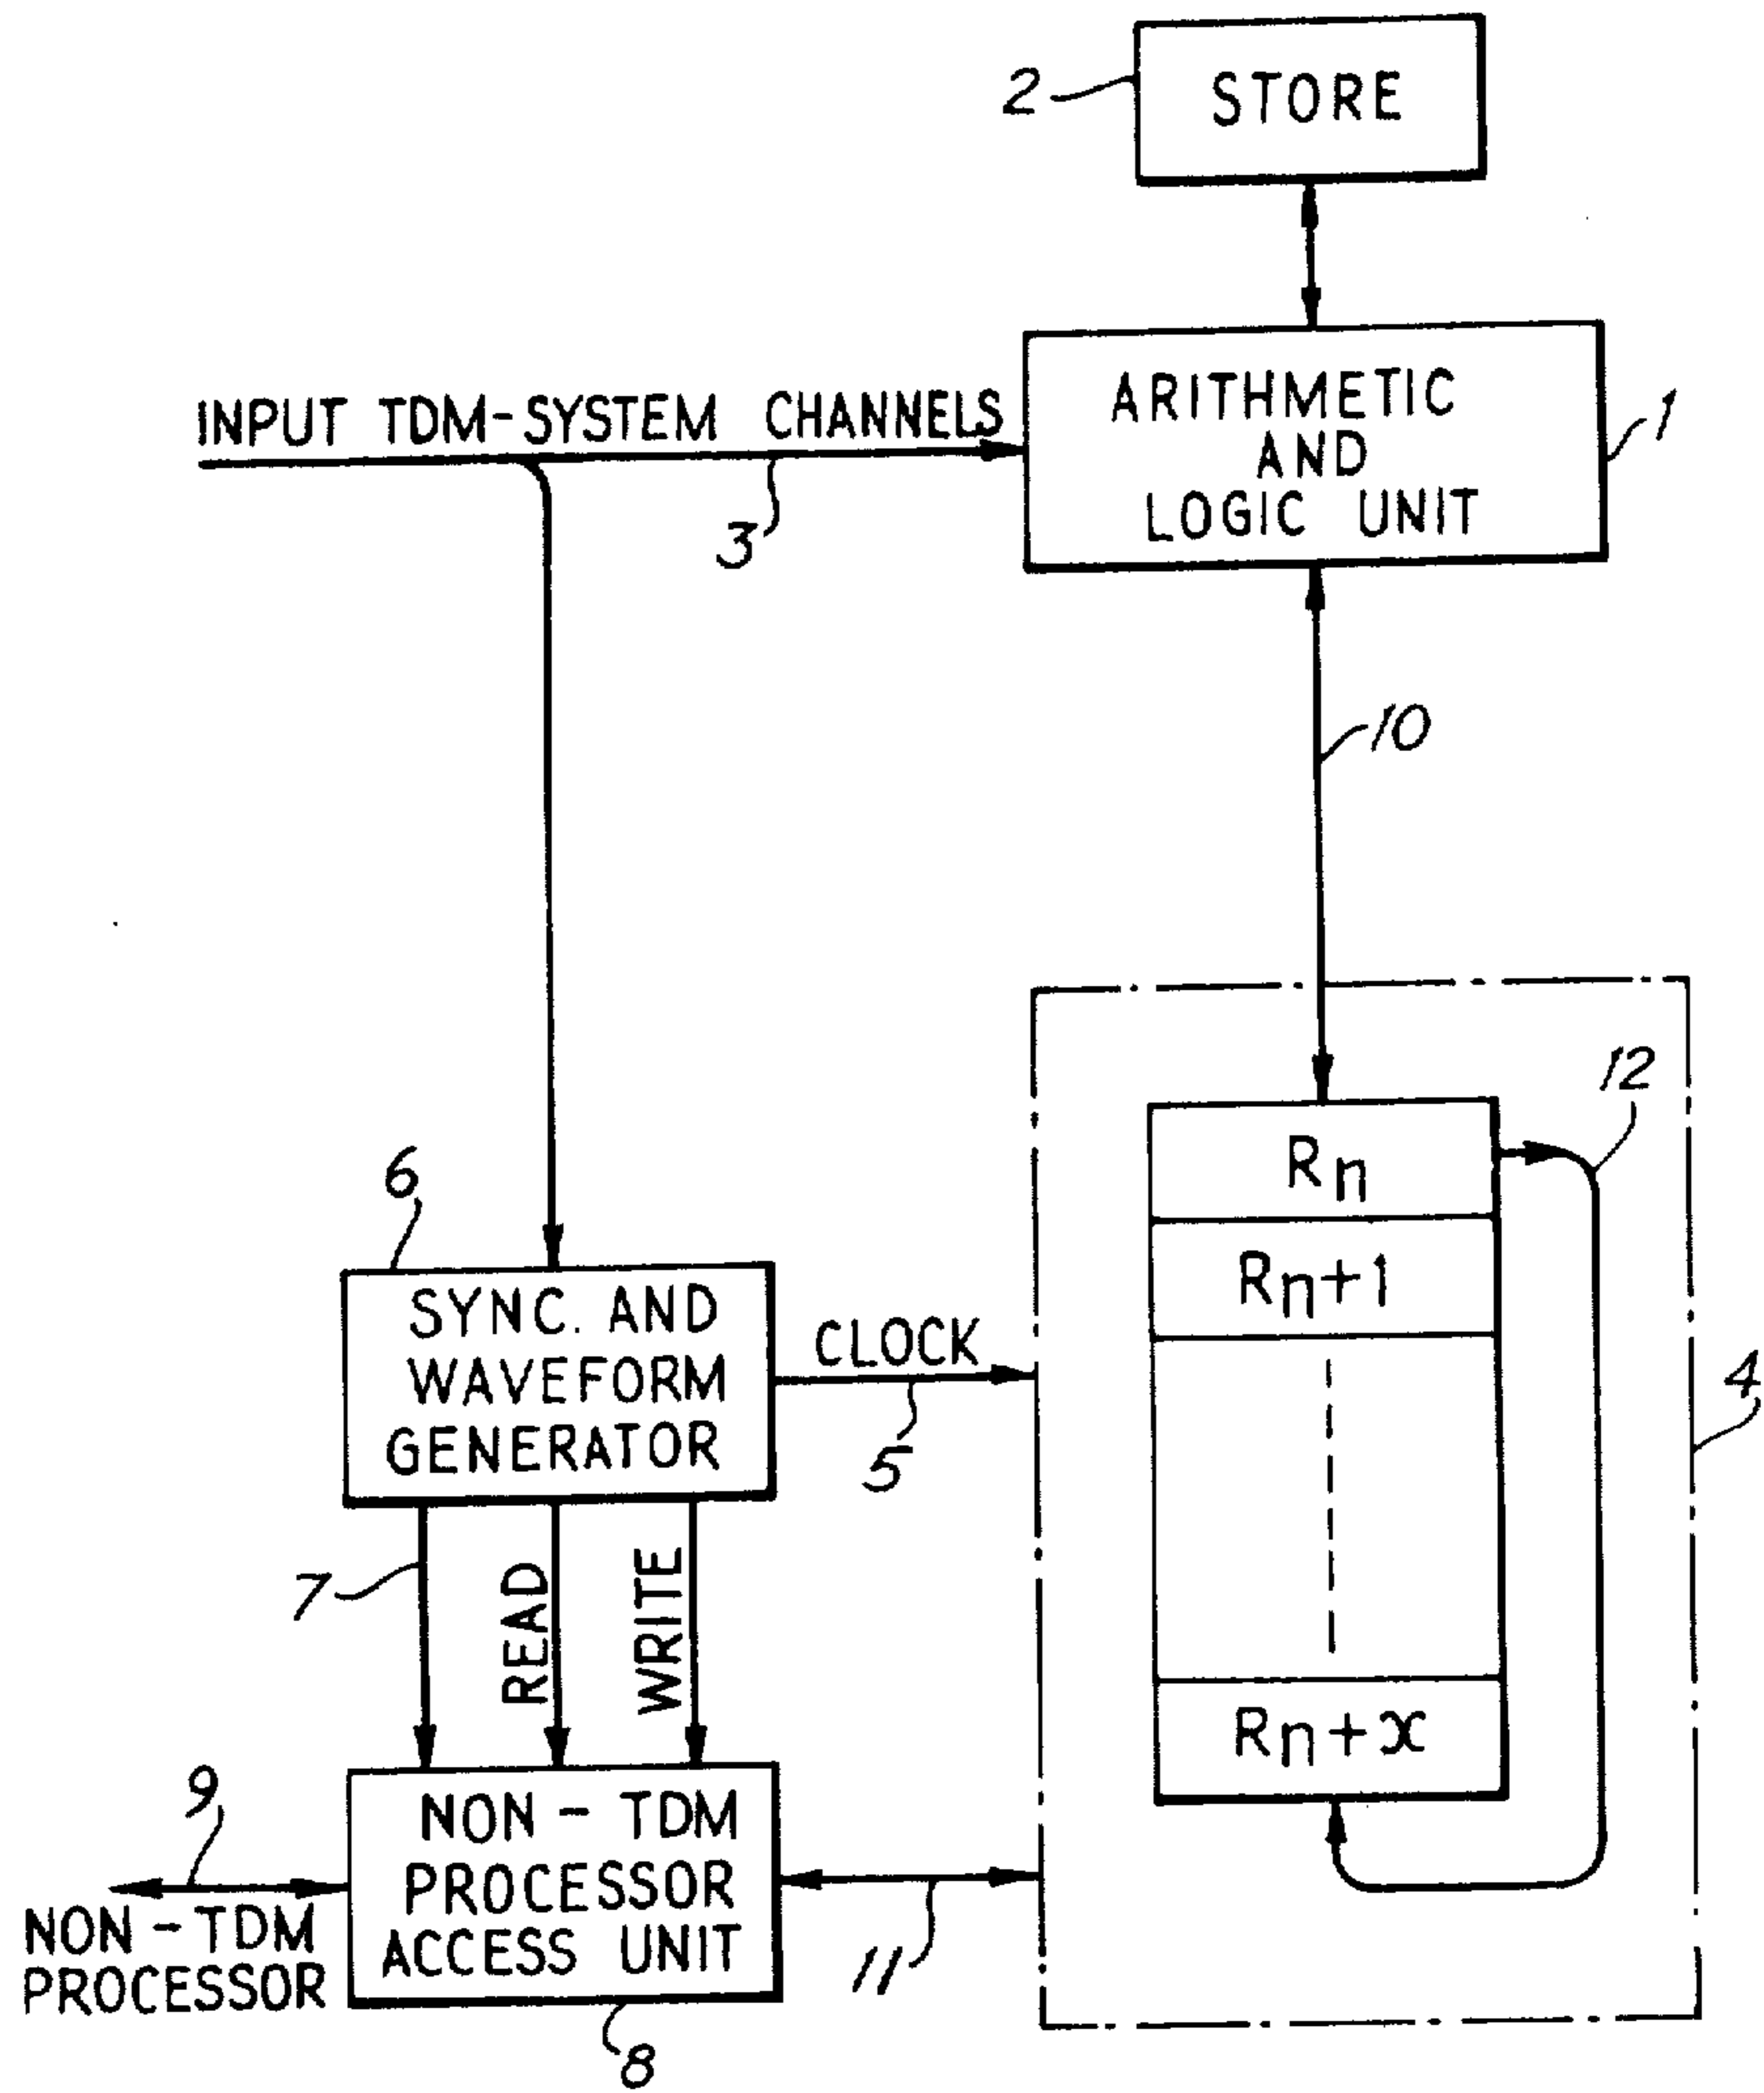 2
STORE
INPUT TDM-SYSTEM CHANNELS
3
ARITHMETIC
AND
LOGIC UNIT
1
10
12
Rn
Rn+1
Rn+x
4
6
SYNC. AND
WAVEFORM
GENERATOR
CLOCK
5
7
READ
WRITE
9
NON-TDM
PROCESSOR
NON-TDM
PROCESSOR
ACCESS UNIT
11
8